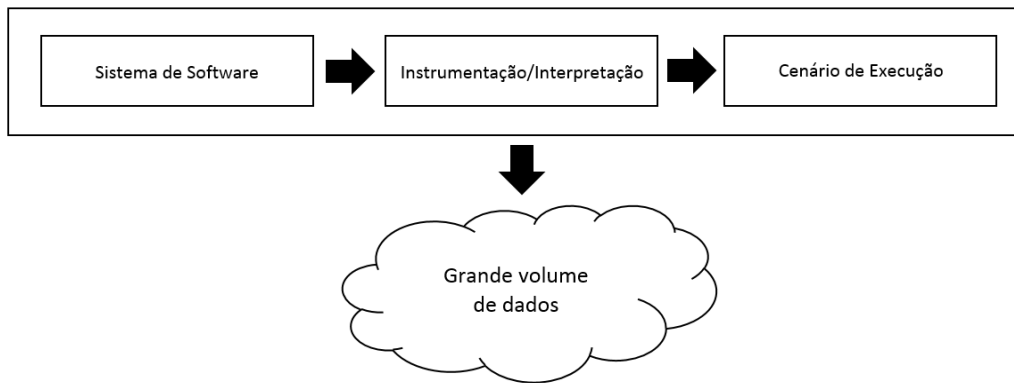 Sistema de Software
Instrumentação/Interpretação
Cenário de Execução
Grande volume
de dados